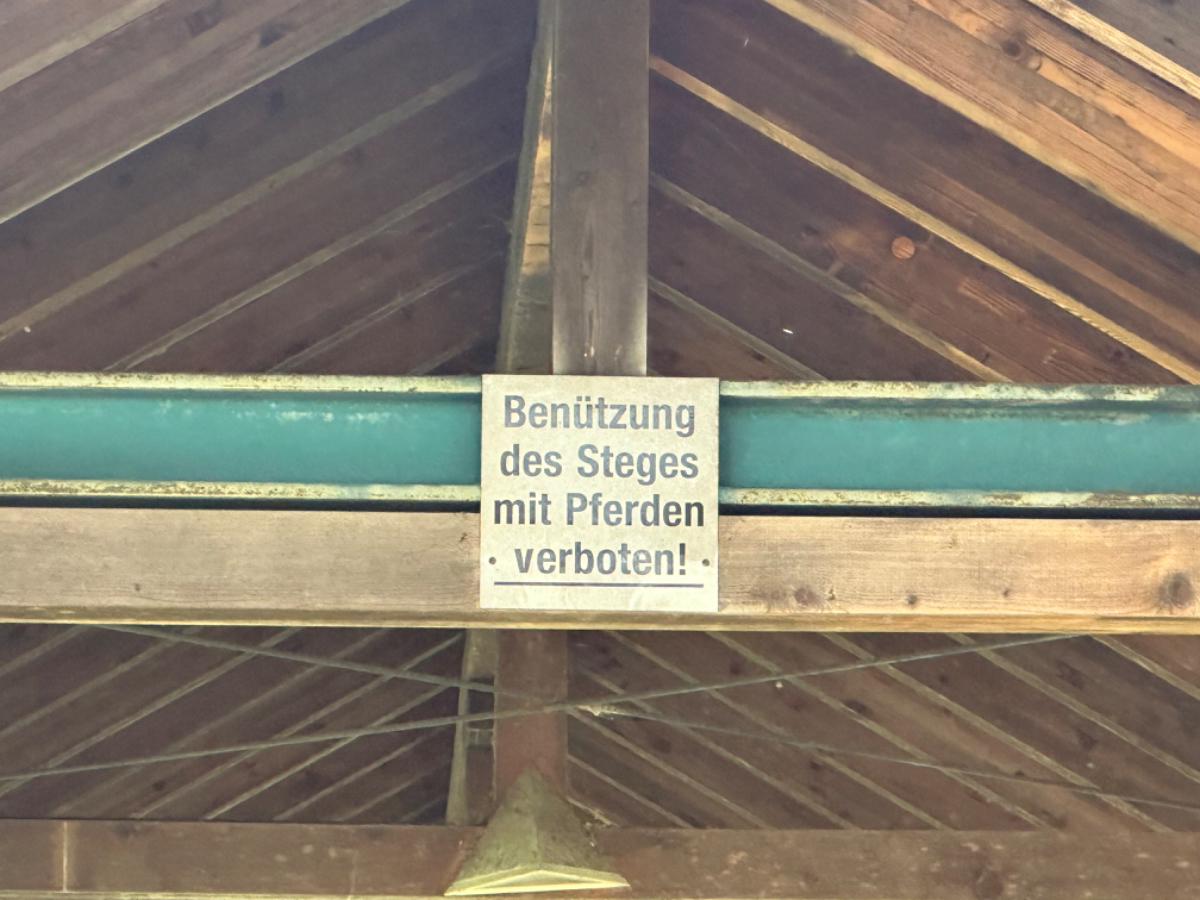 Benützung
des Steges
mit Pferden
verboten!